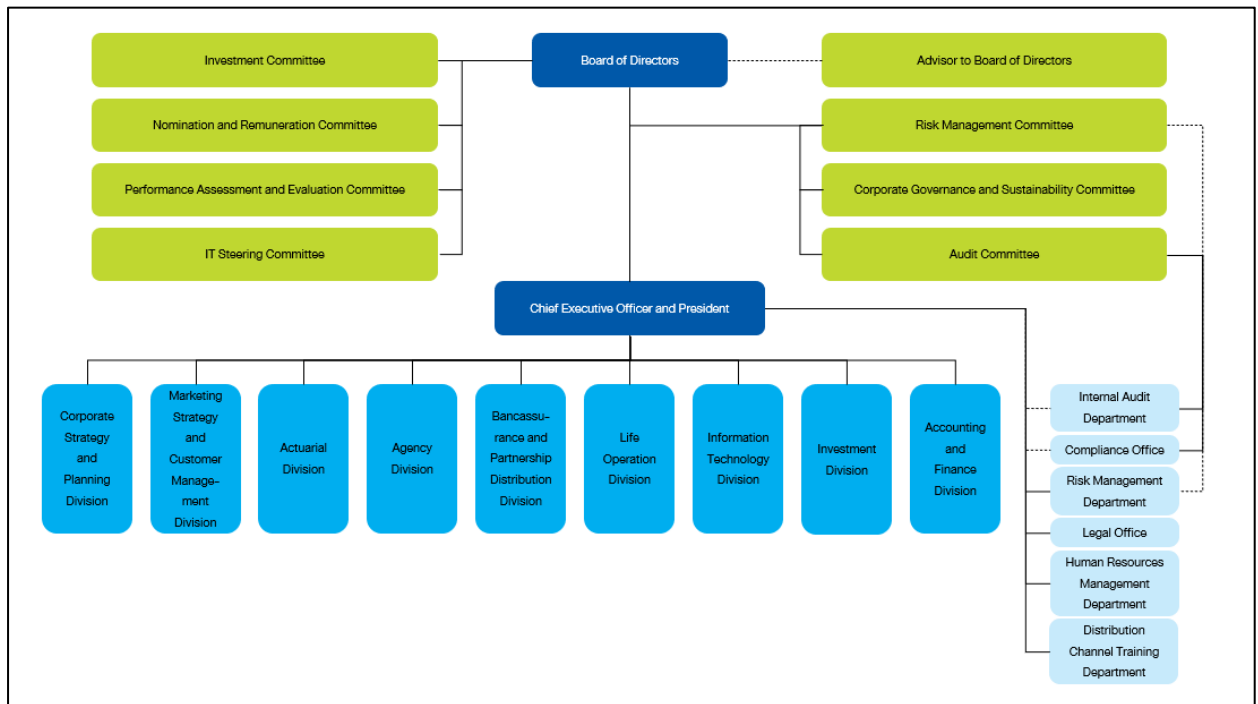 Investment Committee
Board of Directors
Advisor to Board of Directors
Nomination and Remuneration Committee
Risk Management Committee
Performance Assessment and Evaluation Committee
Corporate Governance and Sustainability Committee
IT Steering Committee
Audit Committee
Chief Executive Officer and President
Corporate
Strategy
and
Planning
Division
Marketing
Strategy
and
Customer
Manage-
ment
Division
Actuarial
Division
Agency
Division
Bancassu-
rance and
Partnership
Distribution
Division
Life
Operation
Division
Information
Technology
Division
Investment
Division
Accounting
and
Finance
Division
Internal Audit
Department
Compliance Office
Risk Management
Department
Legal Office
Human Resources
Management
Department
Distribution
Channel Training
Department